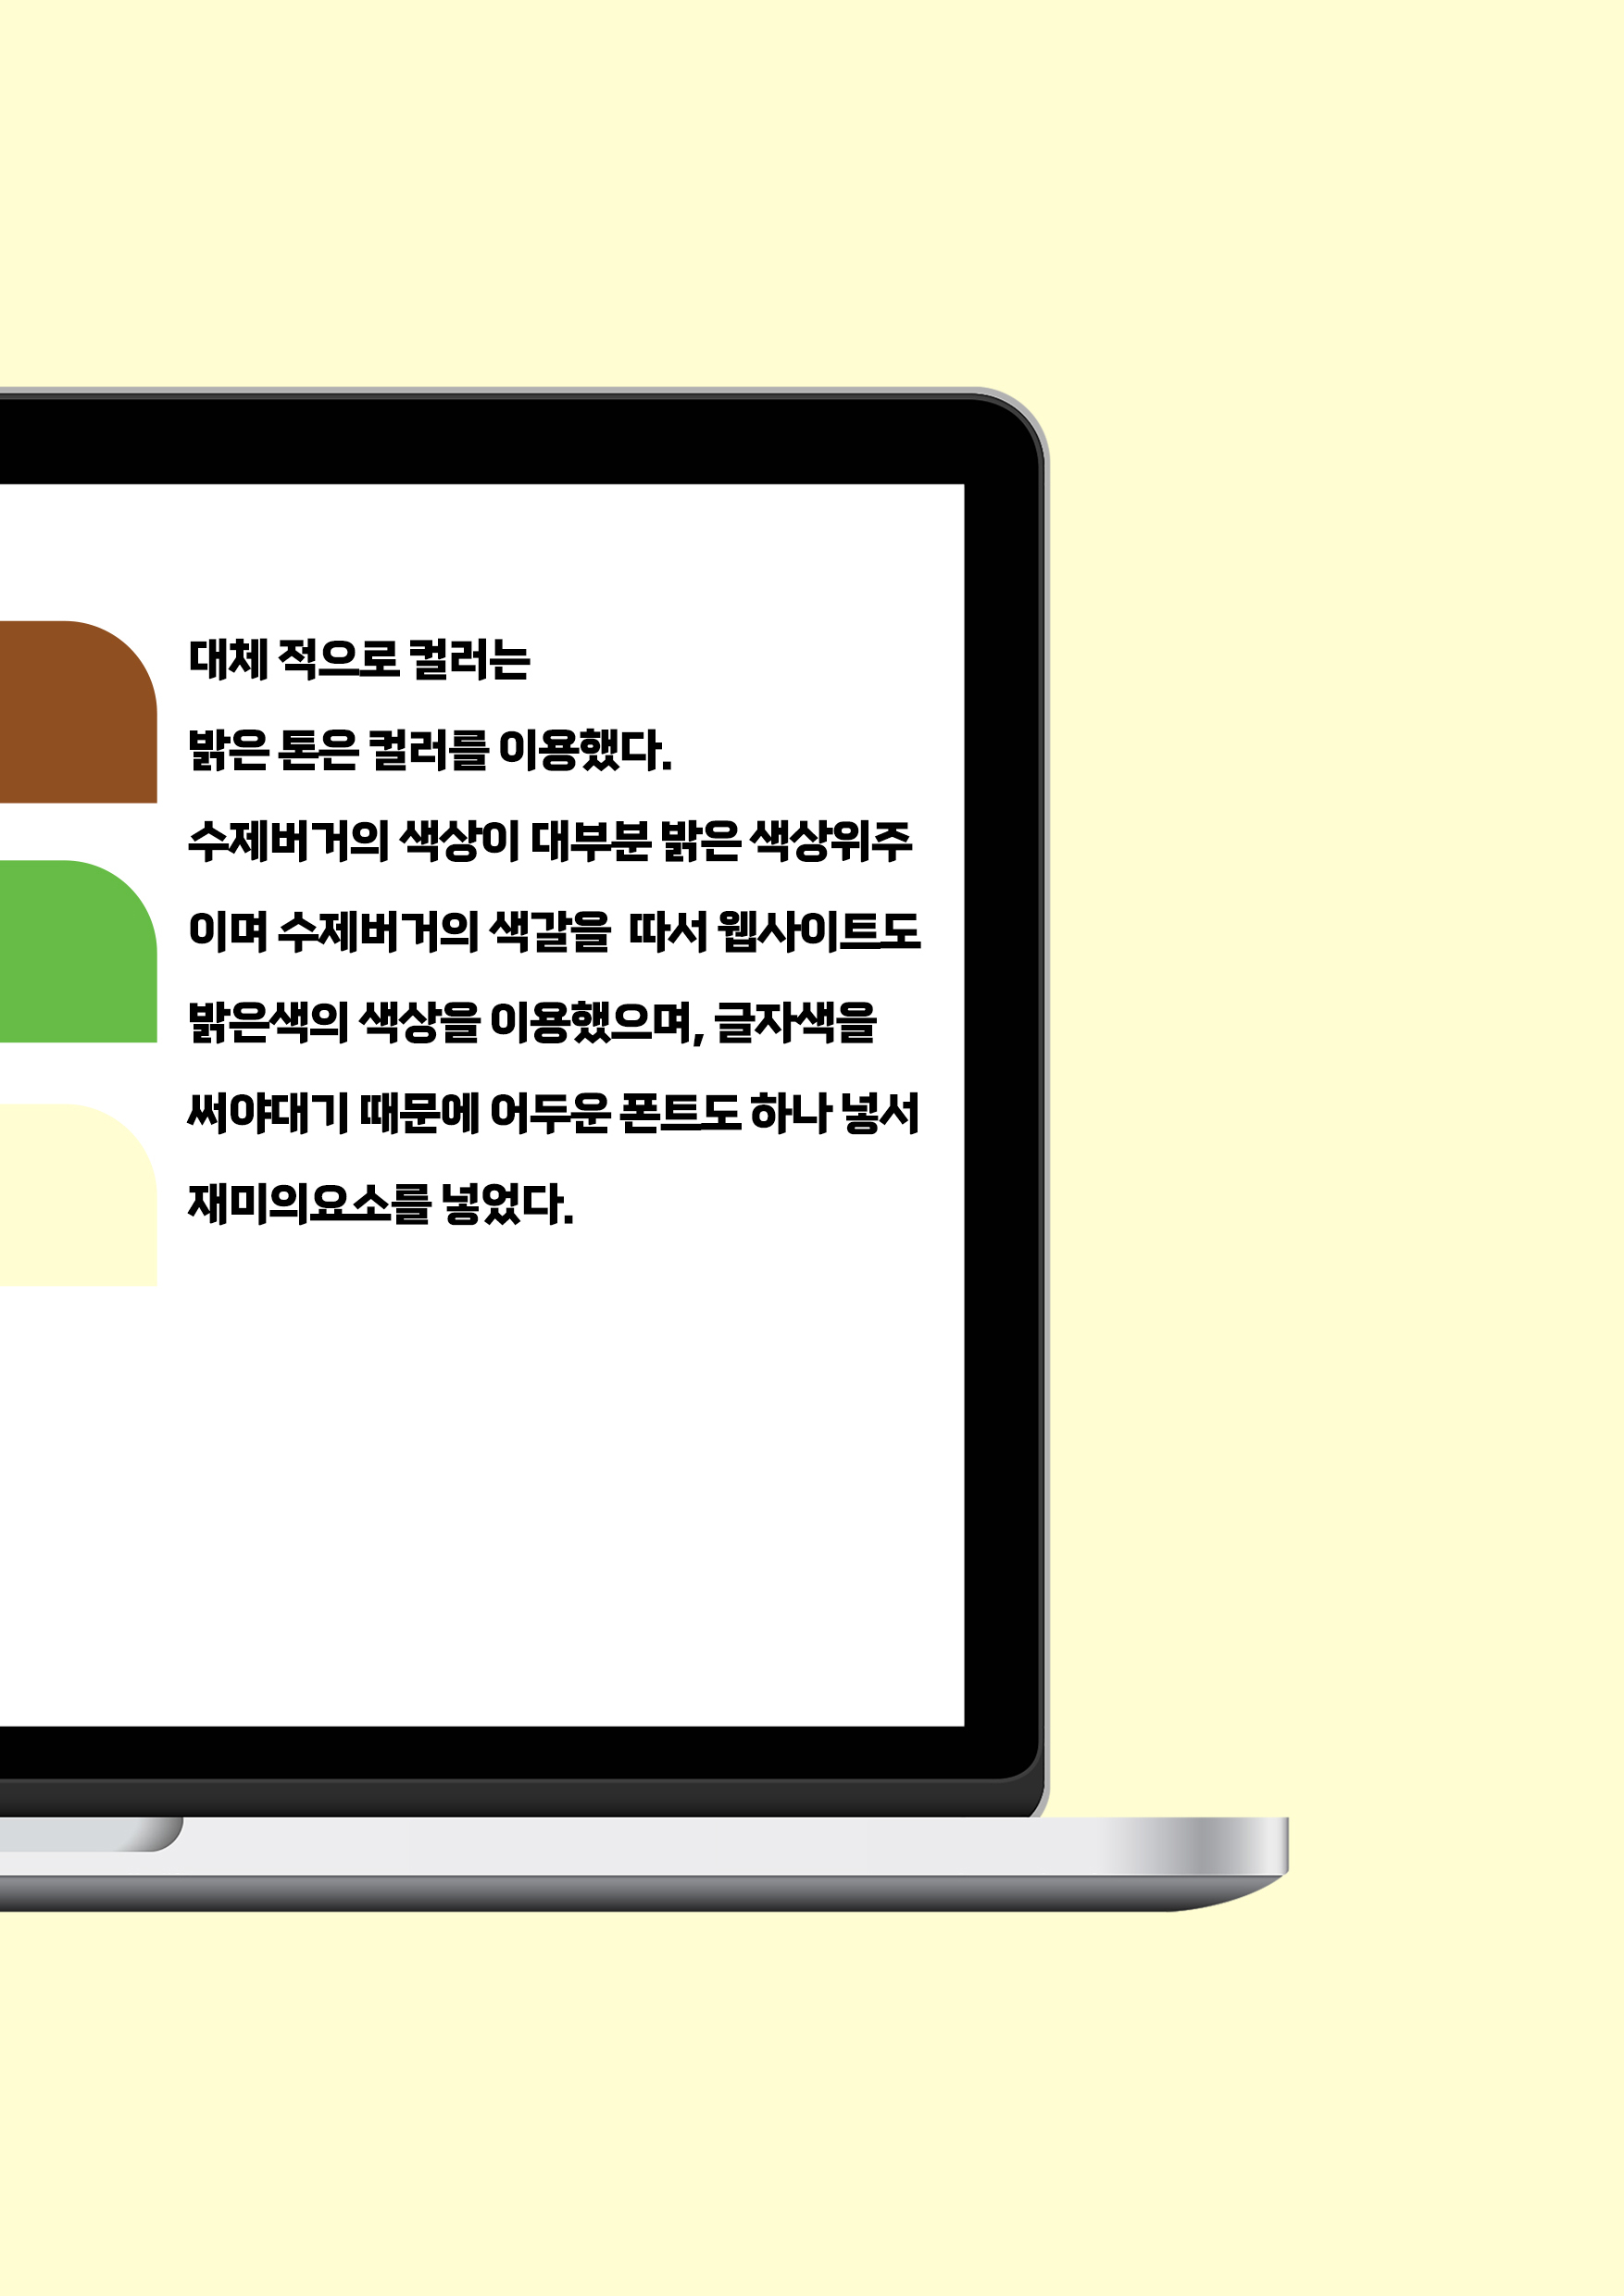 대체 적으로 컬러는
밝은 톤은 컬러를 이용했다.
수제버거의 색상이 대부분 밝은 색상위주
이며 수제버거의 색갈을  따서 웹사이트도
밝은색의 색상을 이용했으며, 글자색을
써야대기 때문에 어두운 폰트도 하나 넣서
재미의요소를 넣었다.